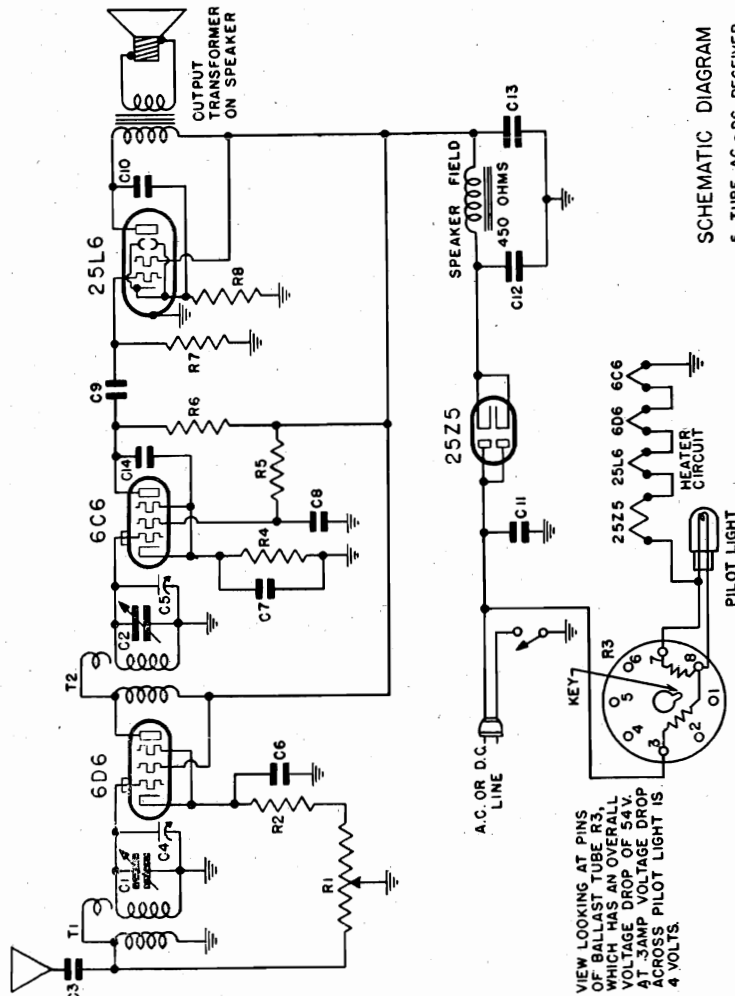 OUTPUT
TRANSFORMER
ON SPEAKER
C10
25L6
R8
R7
C9
R6
C14
6C6
R5
C8
R4
C7
C5
C2
T2
6D6
C6
R2
C4
C1
R1
T1
C3
SPEAKER FIELD
450 OHMS
C13
C12
25Z5
C11
A.C. OR D.C.
LINE
25Z5
25L6
6D6
6C6
HEATER
CIRCUIT
PILOT LIGHT
R3
KEY
1
2
3
4
5
6
7
8
VIEW LOOKING AT PINS
OF BALLAST TUBE R3,
WHICH HAS AN OVERALL
VOLTAGE DROP OF 54V.
AT .3AMP VOLTAGE DROP
ACROSS PILOT LIGHT IS
4 VOLTS.
SCHEMATIC DIAGRAM
TUBE AC-DC RECEIVER